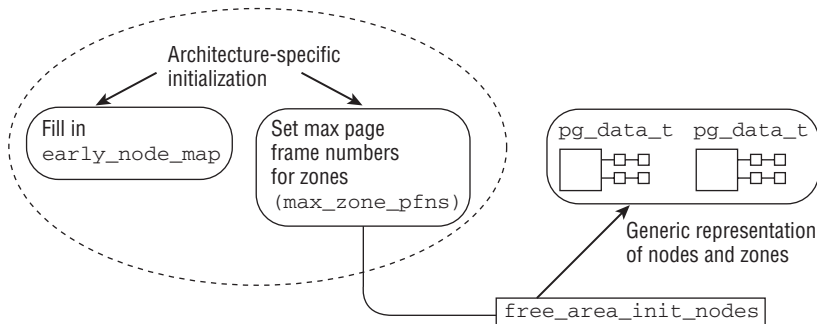 Architecture-specific
initialization
Fill in
early_node_map
Set max page
frame numbers
for zones
(max_zone_pfns)
pg_data_t pg_data_t
Generic representation
of nodes and zones
free_area_init_nodes